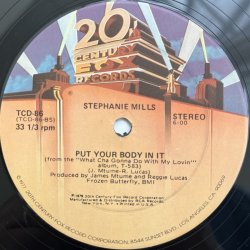 20th
CENTURY
FOX
RECORDS
STEPHANIE MILLS
TCD-86
(TCD-86-BS)
33 1/3 rpm
STEREO
6:00
PUT YOUR BODY IN IT
(from the "What Cha Gonna Do With My Lovin'"
album, T-583)
(J. Mtume-R. Lucas)
Produced by James Mtume and Reggie Lucas
Frozen Butterfly, BMI